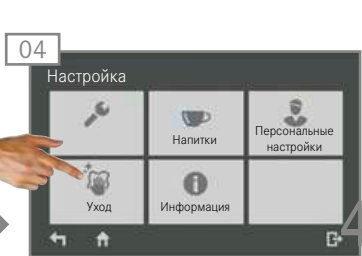 04
Настройка
Напитки
Персональные
настройки
Уход
Информация
4